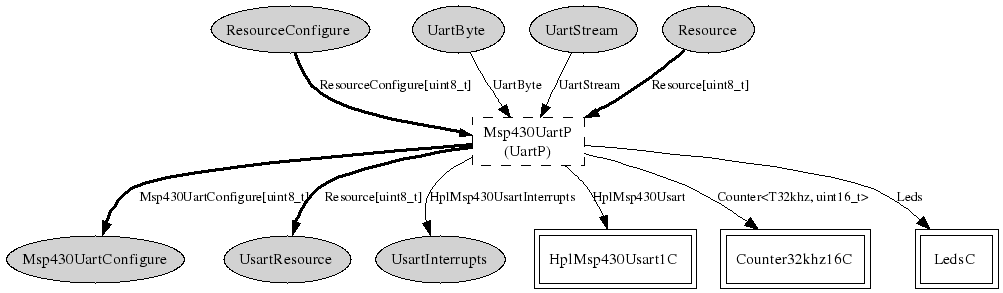 ResourceConfigure
UartByte
UartStream
Resource
ResourceConfigure[uint8_t]
UartByte
UartStream
Resource[uint8_t]
Msp430UartP
(UartP)
Msp430UartConfigure[uint8_t]
Resource[uint8_t]
HplMsp430UsartInterrupts
HplMsp430Usart
Counter<T32khz, uint16_t>
Leds
Msp430UartConfigure
UsartResource
UsartInterrupts
HplMsp430Usart1C
Counter32khz16C
LedsC